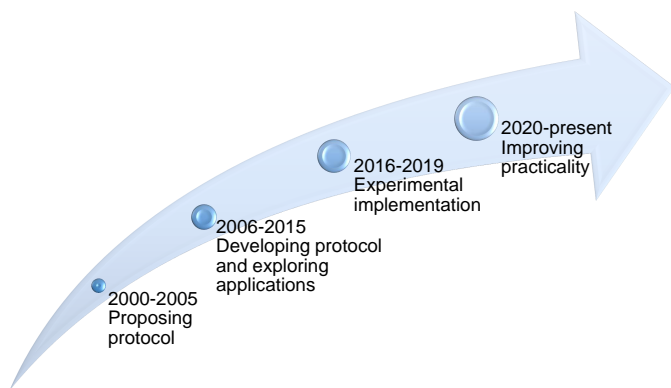 2000-2005
Proposing
protocol
2006-2015
Developing protocol
and exploring
applications
2016-2019
Experimental
implementation
2020-present
Improving
practicality